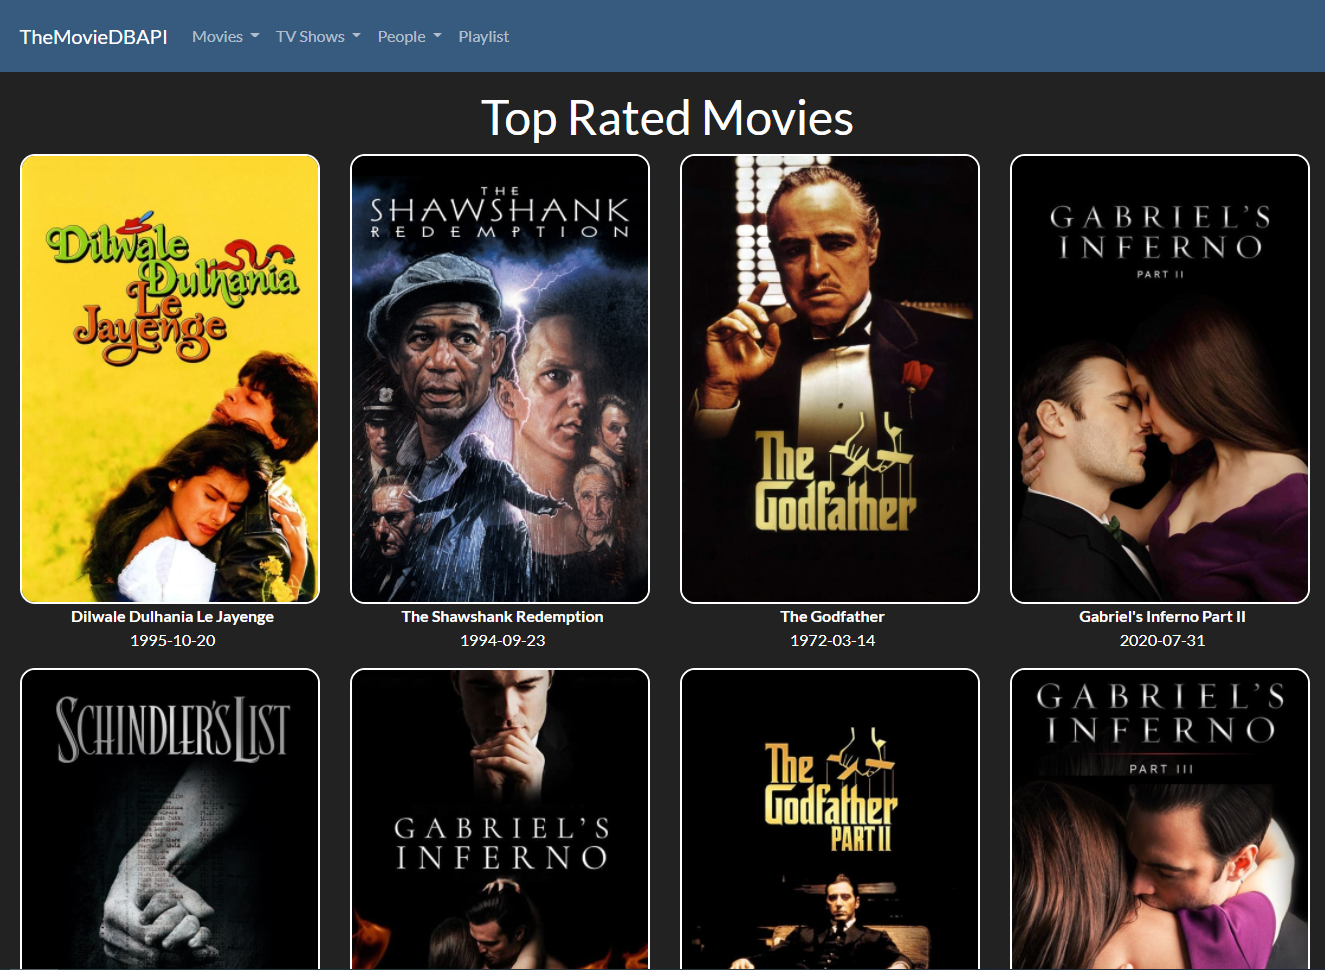 TheMovieDBAPI Movies TV Shows People Playlist
Top Rated Movies
Dilwale
Dulhania
Le
Jayenge
THE
SHAWSHANK
REDEMPTION
The
Godfather
GABRIEL'S
INFERNO
PART II
Dilwale Dulhania Le Jayenge
1995-10-20
The Shawshank Redemption
1994-09-23
The Godfather
1972-03-14
Gabriel's Inferno Part II
2020-07-31
SCHINDLER'S LIST
GABRIEL'S
INFERNO
The
Godfather
PART II
GABRIEL'S
INFERNO
PART III